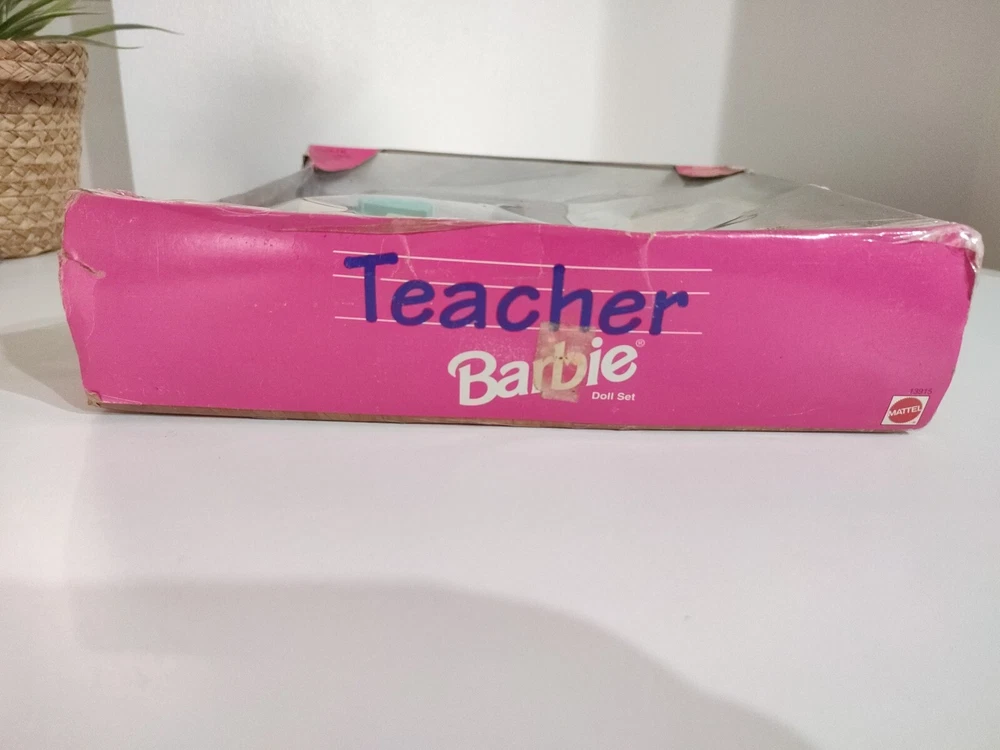 Teacher
Barbie®
Doll Set
MATTEL